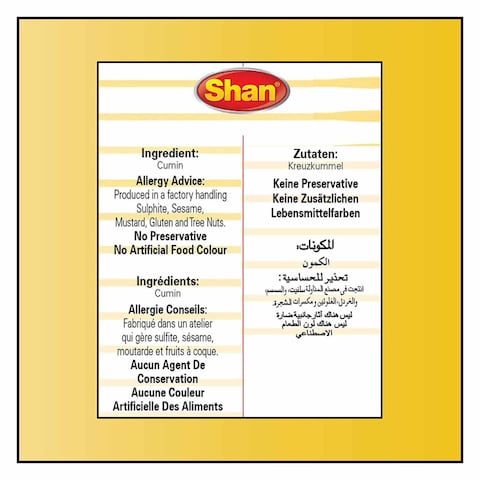 Shan®
Ingredient:
Cumin
Allergy Advice:
Produced in a factory handling
Sulphite, Sesame,
Mustard, Gluten and Tree Nuts.
No Preservative
No Artificial Food Colour
Ingrédients:
Cumin
Allergie Conseils:
Fabriqué dans un atelier
qui gère sulfite, sésame,
moutarde et fruits à coque.
Aucun Agent De
Conservation
Aucune Couleur
Artificielle Des Aliments
Zutaten:
Kreuzkummel
Keine Preservative
Keine Zusätzlichen
Lebensmittelfarben
المكونات:
الكمون
تحذير للحساسية:
انتجت في مصنع المناولة سلفيت، والسمسم،
والخردل، الغلوتين ومكسرات الشجرة.
ليس هناك آثارجانبية ضارة
ليس هناك لون الطعام
الاصطناعي